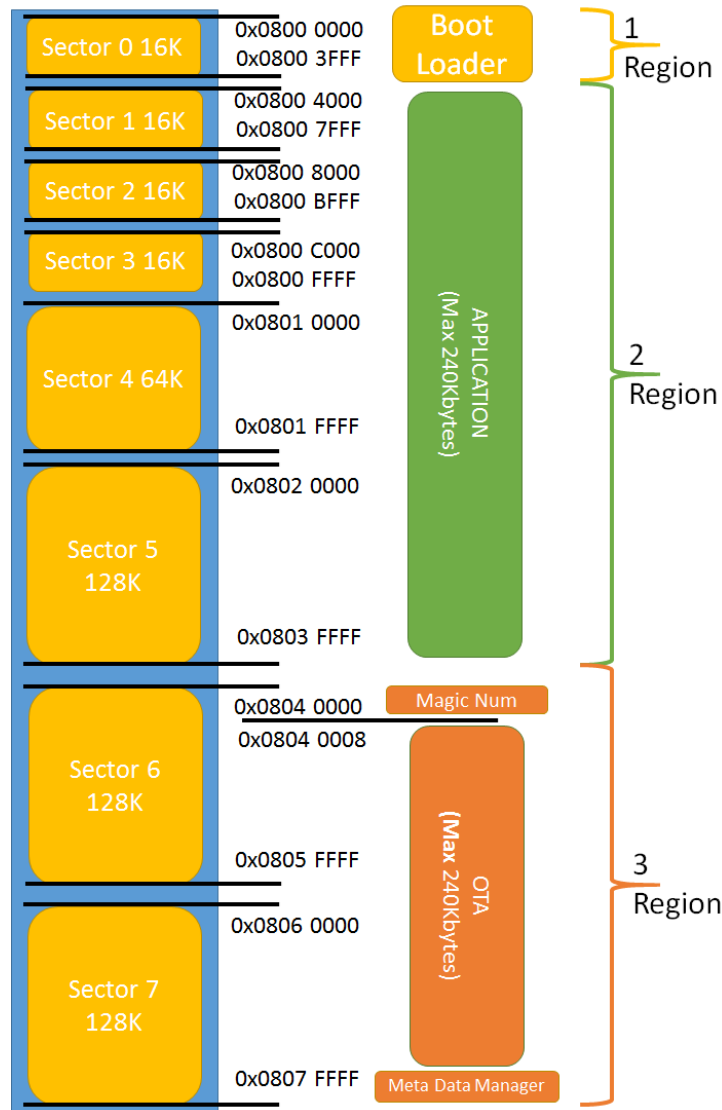 Sector 0 16K
0x0800 0000
0x0800 3FFF
Boot
Loader
1
Region
Sector 1 16K
0x0800 4000
0x0800 7FFF
Sector 2 16K
0x0800 8000
0x0800 BFFF
Sector 3 16K
0x0800 C000
0x0800 FFFF
Sector 4 64K
0x0801 0000
0x0801 FFFF
Sector 5
128K
0x0802 0000
0x0803 FFFF
APPLICATION
(Max 240Kbytes)
2
Region
Sector 6
128K
0x0804 0000
0x0804 0008
0x0805 FFFF
Magic Num
Sector 7
128K
0x0806 0000
0x0807 FFFF
OTA
(Max 240Kbytes)
Meta Data Manager
3
Region